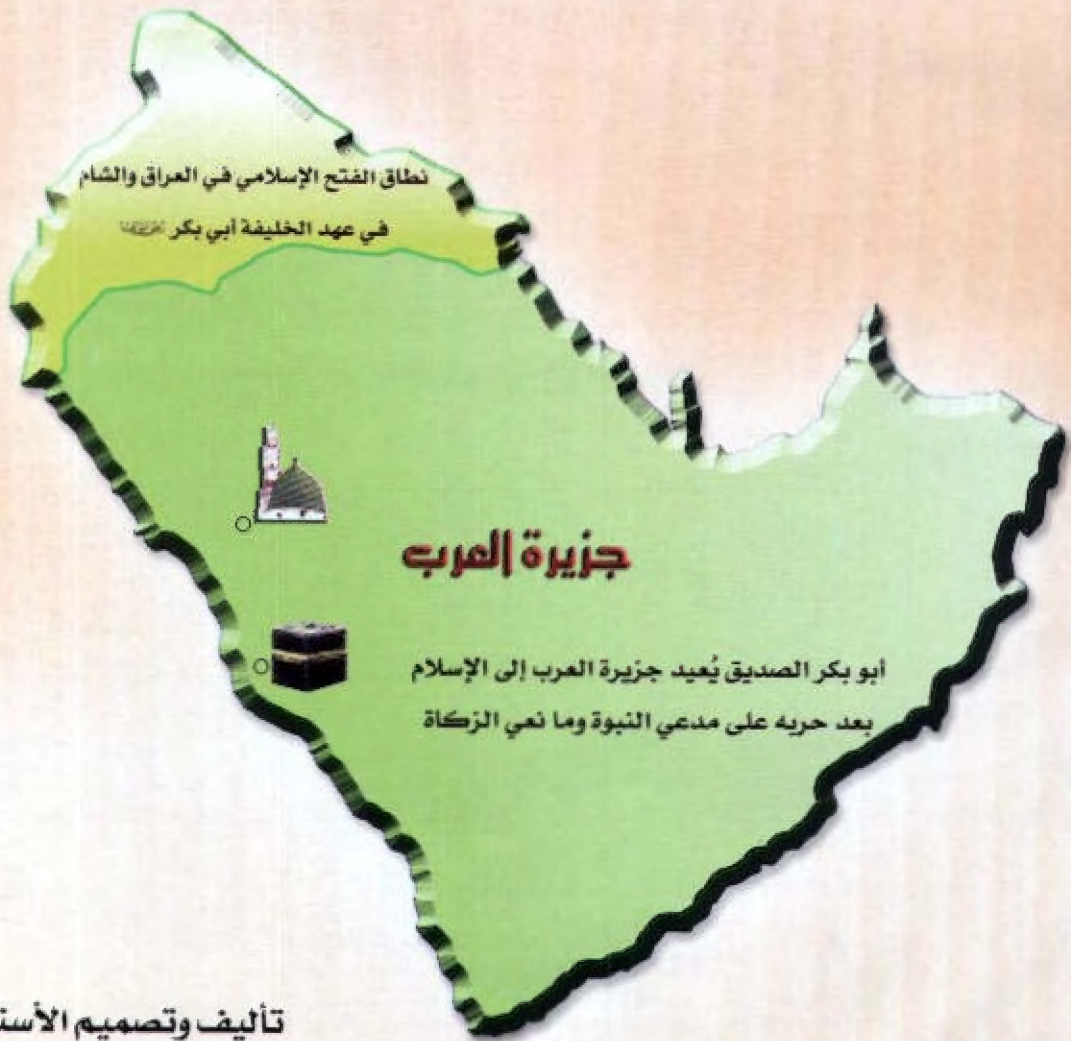 نطاق الفتح الإسلامي في العراق والشام
في عهد الخليفة أبي بكر
جزيرة العرب
أبو بكر الصديق يُعيد جزيرة العرب إلى الإسلام
بعد حربه على مدعي النبوة وما نعي الزكاة
تأليف وتصميم